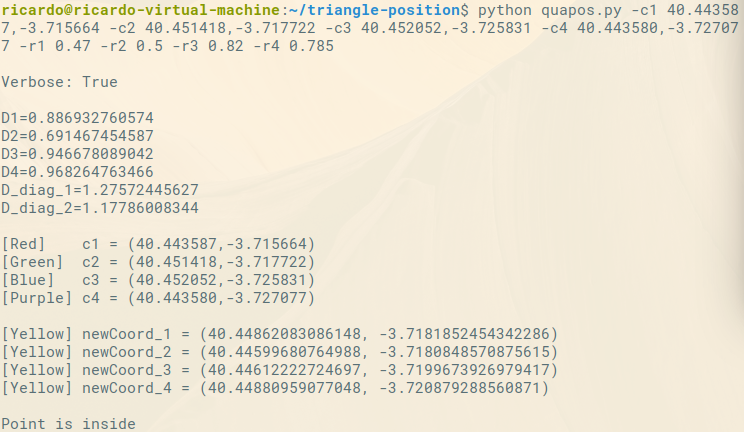 ricardo@ricardo-virtual-machine:~/triangle-position$ python quapos.py -c1 40.44358
7,-3.715664 -c2 40.451418,-3.717722 -c3 40.452052,-3.725831 -c4 40.443580,-3.72707
7 -r1 0.47 -r2 0.5 -r3 0.82 -r4 0.785
Verbose: True
D1=0.886932760574
D2=0.691467454587
D3=0.946678089042
D4=0.968264763466
D_diag_1=1.27572445627
D_diag_2=1.17786008344
[Red]    c1 = (40.443587,-3.715664)
[Green]  c2 = (40.451418,-3.717722)
[Blue]   c3 = (40.452052,-3.725831)
[Purple] c4 = (40.443580,-3.727077)
[Yellow] newCoord_1 = (40.44862083086148, -3.7181852454342286)
[Yellow] newCoord_2 = (40.44599680764988, -3.7180848570875615)
[Yellow] newCoord_3 = (40.44612222724697, -3.7199673926979417)
[Yellow] newCoord_4 = (40.44880959077048, -3.720879288560871)
Point is inside